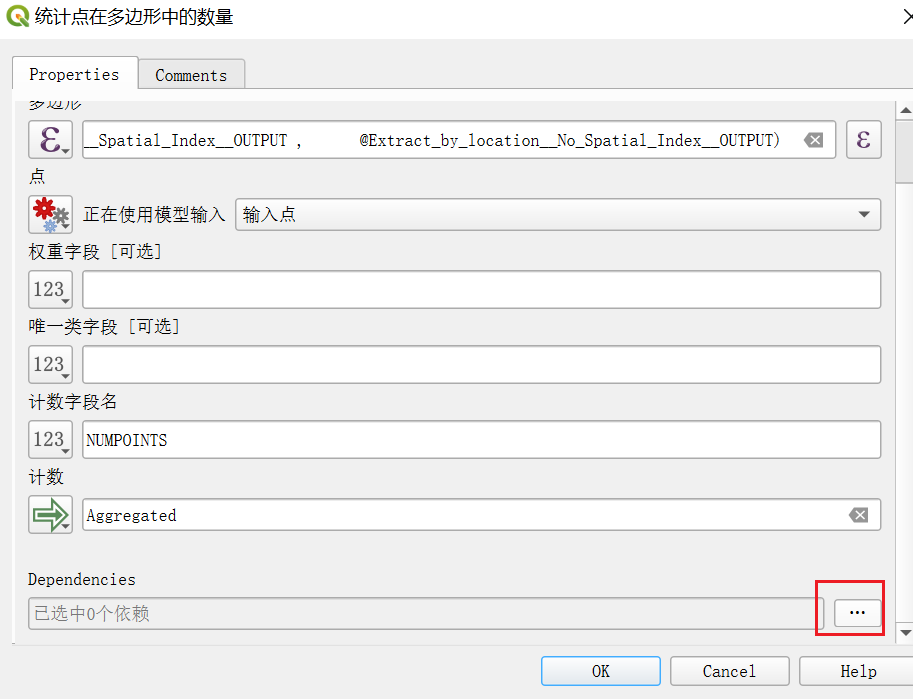 统计点在多边形中的数量
Properties
Comments
多边形
__Spatial_Index__OUTPUT , @Extract_by_location__No_Spatial_Index__OUTPUT)
ε
点
正在使用模型输入
输入点
权重字段 [可选]
123
唯一类字段 [可选]
123
计数字段名
123
NUMPOINTS
计数
Aggregated
Dependencies
已选中0个依赖
...
OK
Cancel
Help